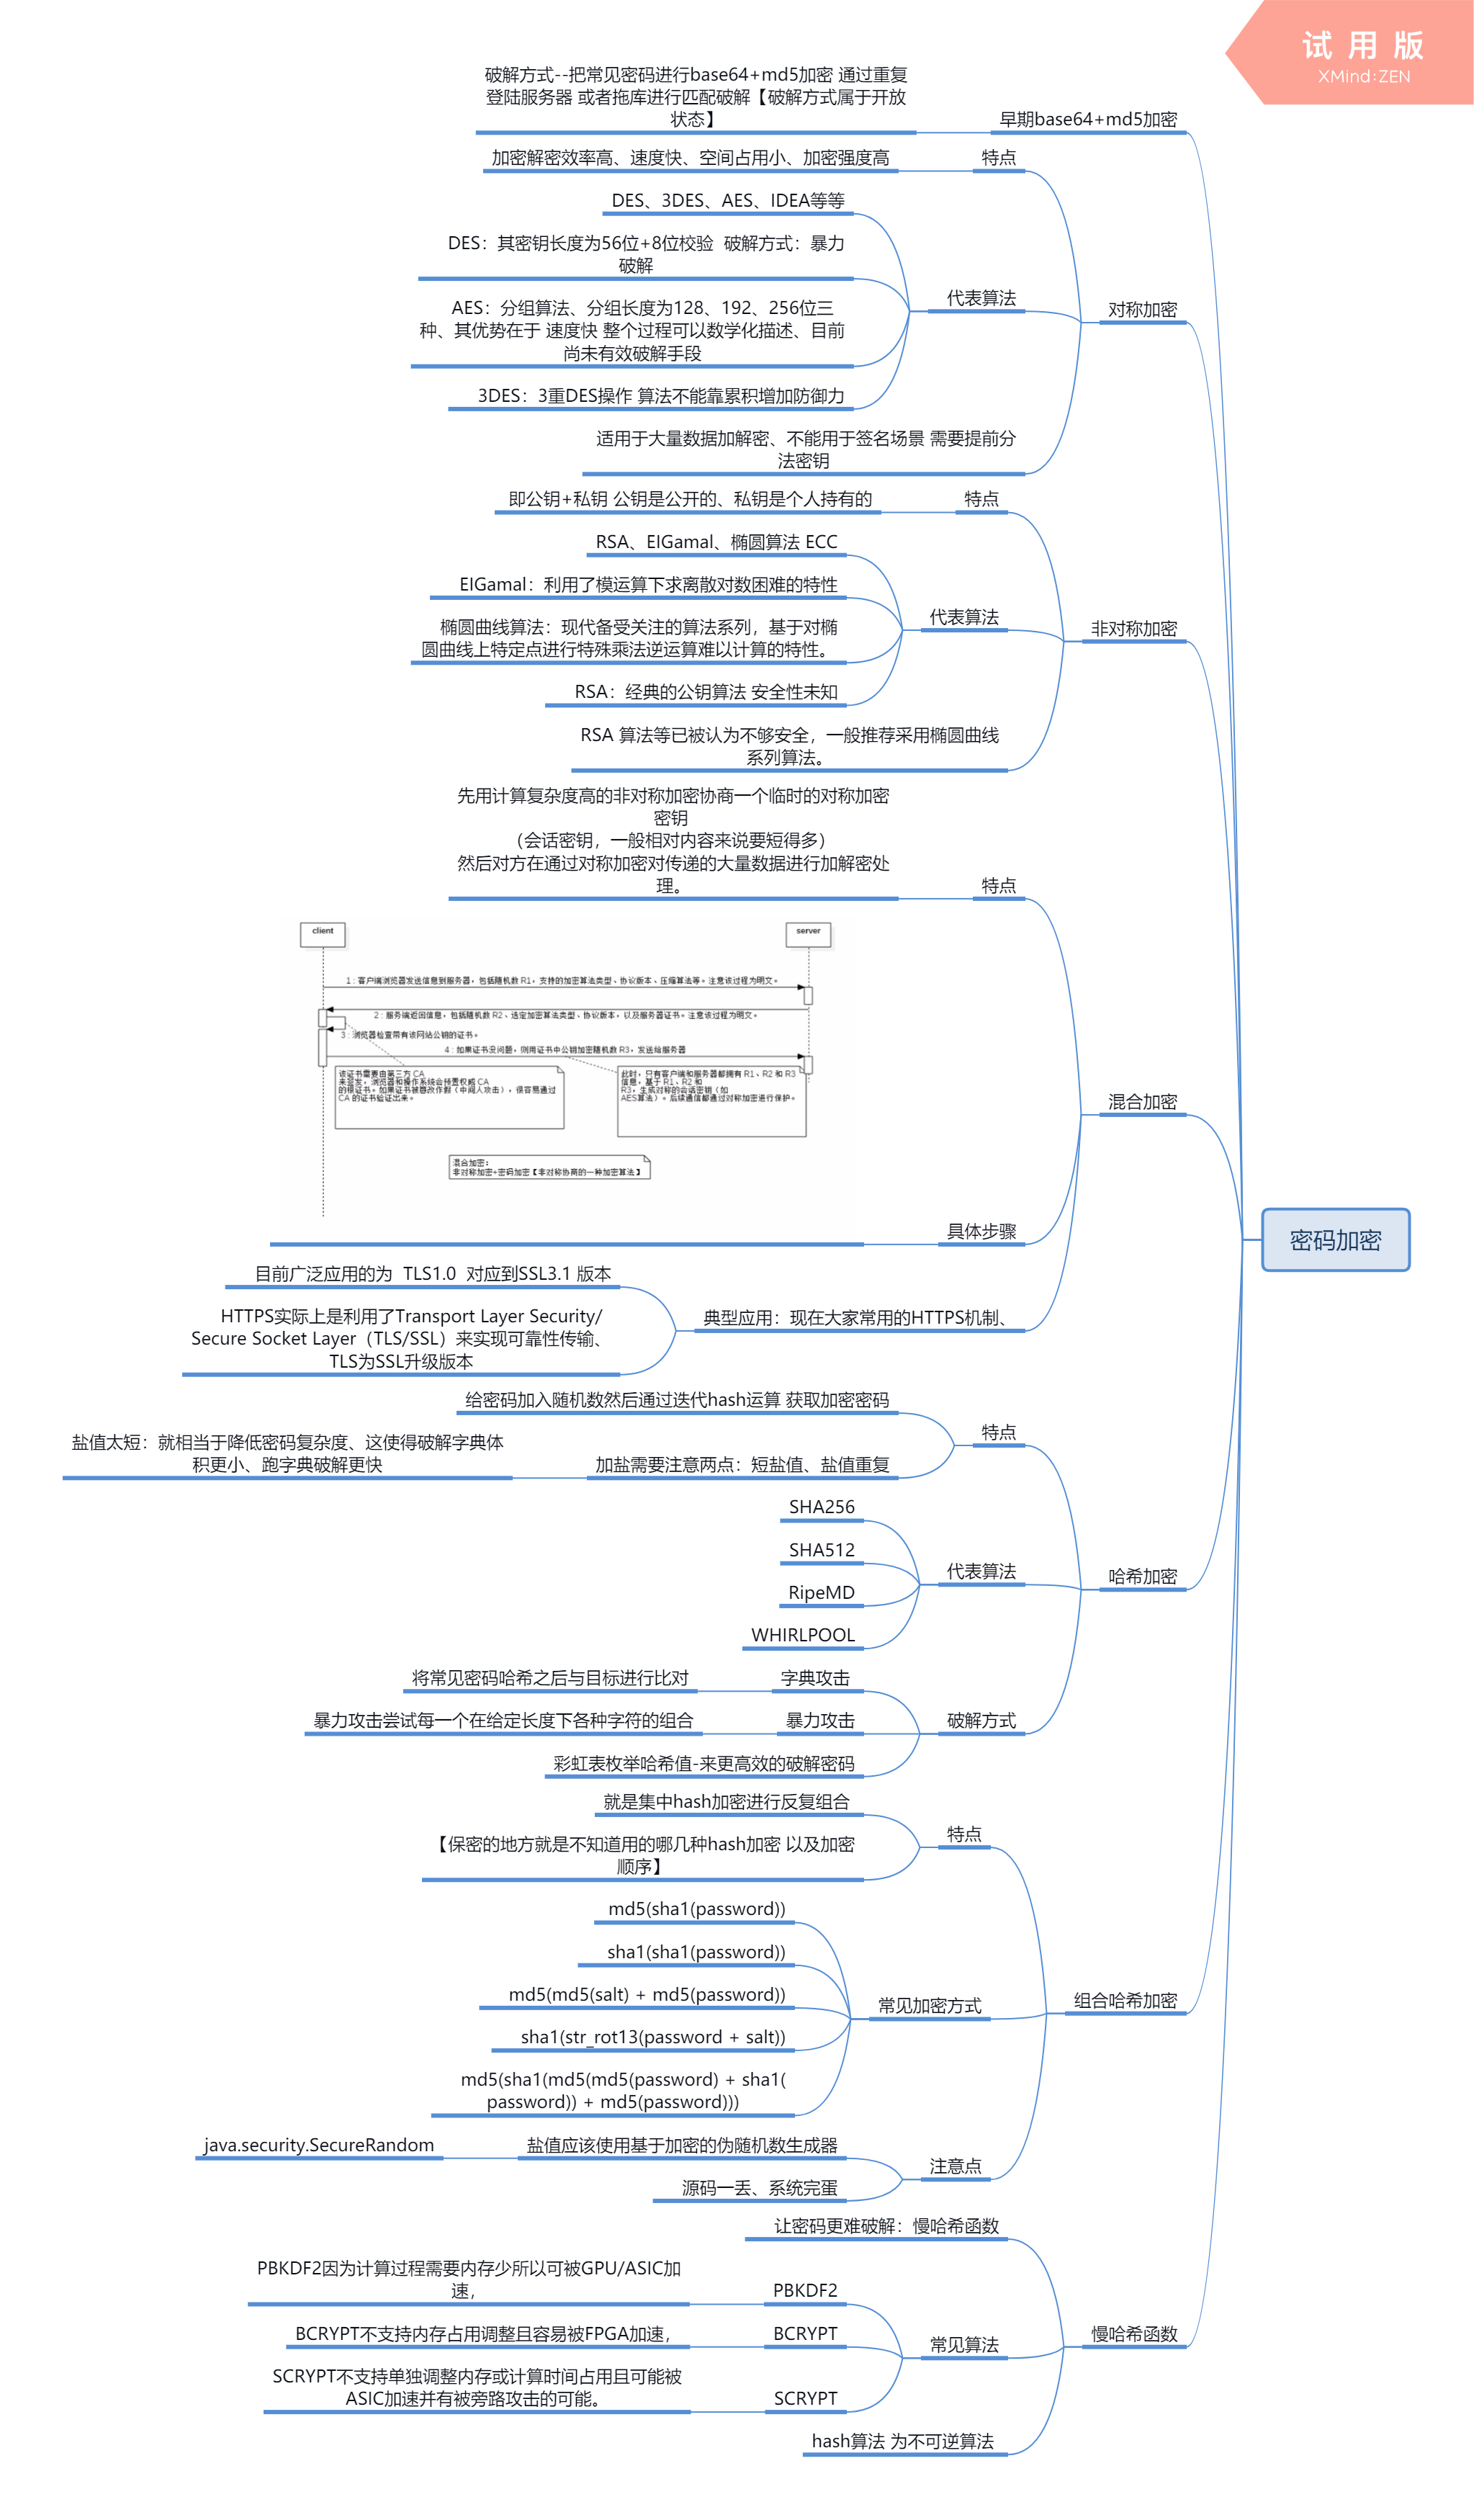 试 用 版
XMind:ZEN
密码加密
早期base64+md5加密
破解方式--把常见密码进行base64+md5加密 通过重复
登陆服务器 或者拖库进行匹配破解【破解方式属于开放
状态】
对称加密
特点
加密解密效率高、速度快、空间占用小、加密强度高
代表算法
DES、3DES、AES、IDEA等等
DES：其密钥长度为56位+8位校验 破解方式：暴力
破解
AES：分组算法、分组长度为128、192、256位三
种、其优势在于 速度快 整个过程可以数学化描述、目前
尚未有效破解手段
3DES：3重DES操作 算法不能靠累积增加防御力
适用于大量数据加解密、不能用于签名场景 需要提前分
法密钥
非对称加密
特点
即公钥+私钥 公钥是公开的、私钥是个人持有的
代表算法
RSA、EIGamal、椭圆算法 ECC
EIGamal：利用了模运算下求离散对数困难的特性
椭圆曲线算法：现代备受关注的算法系列，基于对椭
圆曲线上特定点进行特殊乘法逆运算难以计算的特性。
RSA：经典的公钥算法 安全性未知
RSA 算法等已被认为不够安全，一般推荐采用椭圆曲线
系列算法。
混合加密
特点
先用计算复杂度高的非对称加密协商一个临时的对称加密
密钥
（会话密钥，一般相对内容来说要短得多）
然后对方在通过对称加密对传递的大量数据进行加解密处
理。
具体步骤
client
server
1 : 客户端浏览器发送信息到服务器，包括随机数 R1，支持的加密算法类型、协议版本、压缩算法等。注意该过程为明文。
2 : 服务端返回信息，包括随机数 R2、选定加密算法类型、协议版本，以及服务器证书。注意该过程为明文。
3 : 浏览器检查带有该网站公钥的证书。
4 : 如果证书没问题，则用证书中公钥加密随机数 R3，发送给服务器
该证书需要由第三方 CA
来签发，浏览器和操作系统会预置权威 CA
的根证书。如果证书被篡改作假（中间人攻击），很容易通过
CA 的证书验证出来。
此时，只有客户端和服务器都拥有 R1、R2 和 R3
信息，基于 R1、R2 和
R3，生成对称的会话密钥（如
AES算法）。后续通信都通过对称加密进行保护。
混合加密：
非对称加密+密码加密【非对称协商的一种加密算法】
典型应用：现在大家常用的HTTPS机制、
目前广泛应用的为 TLS1.0 对应到SSL3.1 版本
HTTPS实际上是利用了Transport Layer Security/
Secure Socket Layer（TLS/SSL）来实现可靠性传输、
TLS为SSL升级版本
哈希加密
特点
给密码加入随机数然后通过迭代hash运算 获取加密密码
加盐需要注意两点：短盐值、盐值重复
盐值太短：就相当于降低密码复杂度、这使得破解字典体
积更小、跑字典破解更快
代表算法
SHA256
SHA512
RipeMD
WHIRLPOOL
破解方式
字典攻击
将常见密码哈希之后与目标进行比对
暴力攻击
暴力攻击尝试每一个在给定长度下各种字符的组合
彩虹表枚举哈希值-来更高效的破解密码
组合哈希加密
特点
就是集中hash加密进行反复组合
【保密的地方就是不知道用的哪几种hash加密 以及加密
顺序】
常见加密方式
md5(sha1(password))
sha1(sha1(password))
md5(md5(salt) + md5(password))
sha1(str_rot13(password + salt))
md5(sha1(md5(md5(password) + sha1(
password)) + md5(password)))
注意点
盐值应该使用基于加密的伪随机数生成器
java.security.SecureRandom
源码一丢、系统完蛋
慢哈希函数
让密码更难破解：慢哈希函数
常见算法
PBKDF2
PBKDF2因为计算过程需要内存少所以可被GPU/ASIC加
速，
BCRYPT
BCRYPT不支持内存占用调整且容易被FPGA加速，
SCRYPT
SCRYPT不支持单独调整内存或计算时间占用且可能被
ASIC加速并有被旁路攻击的可能。
hash算法 为不可逆算法